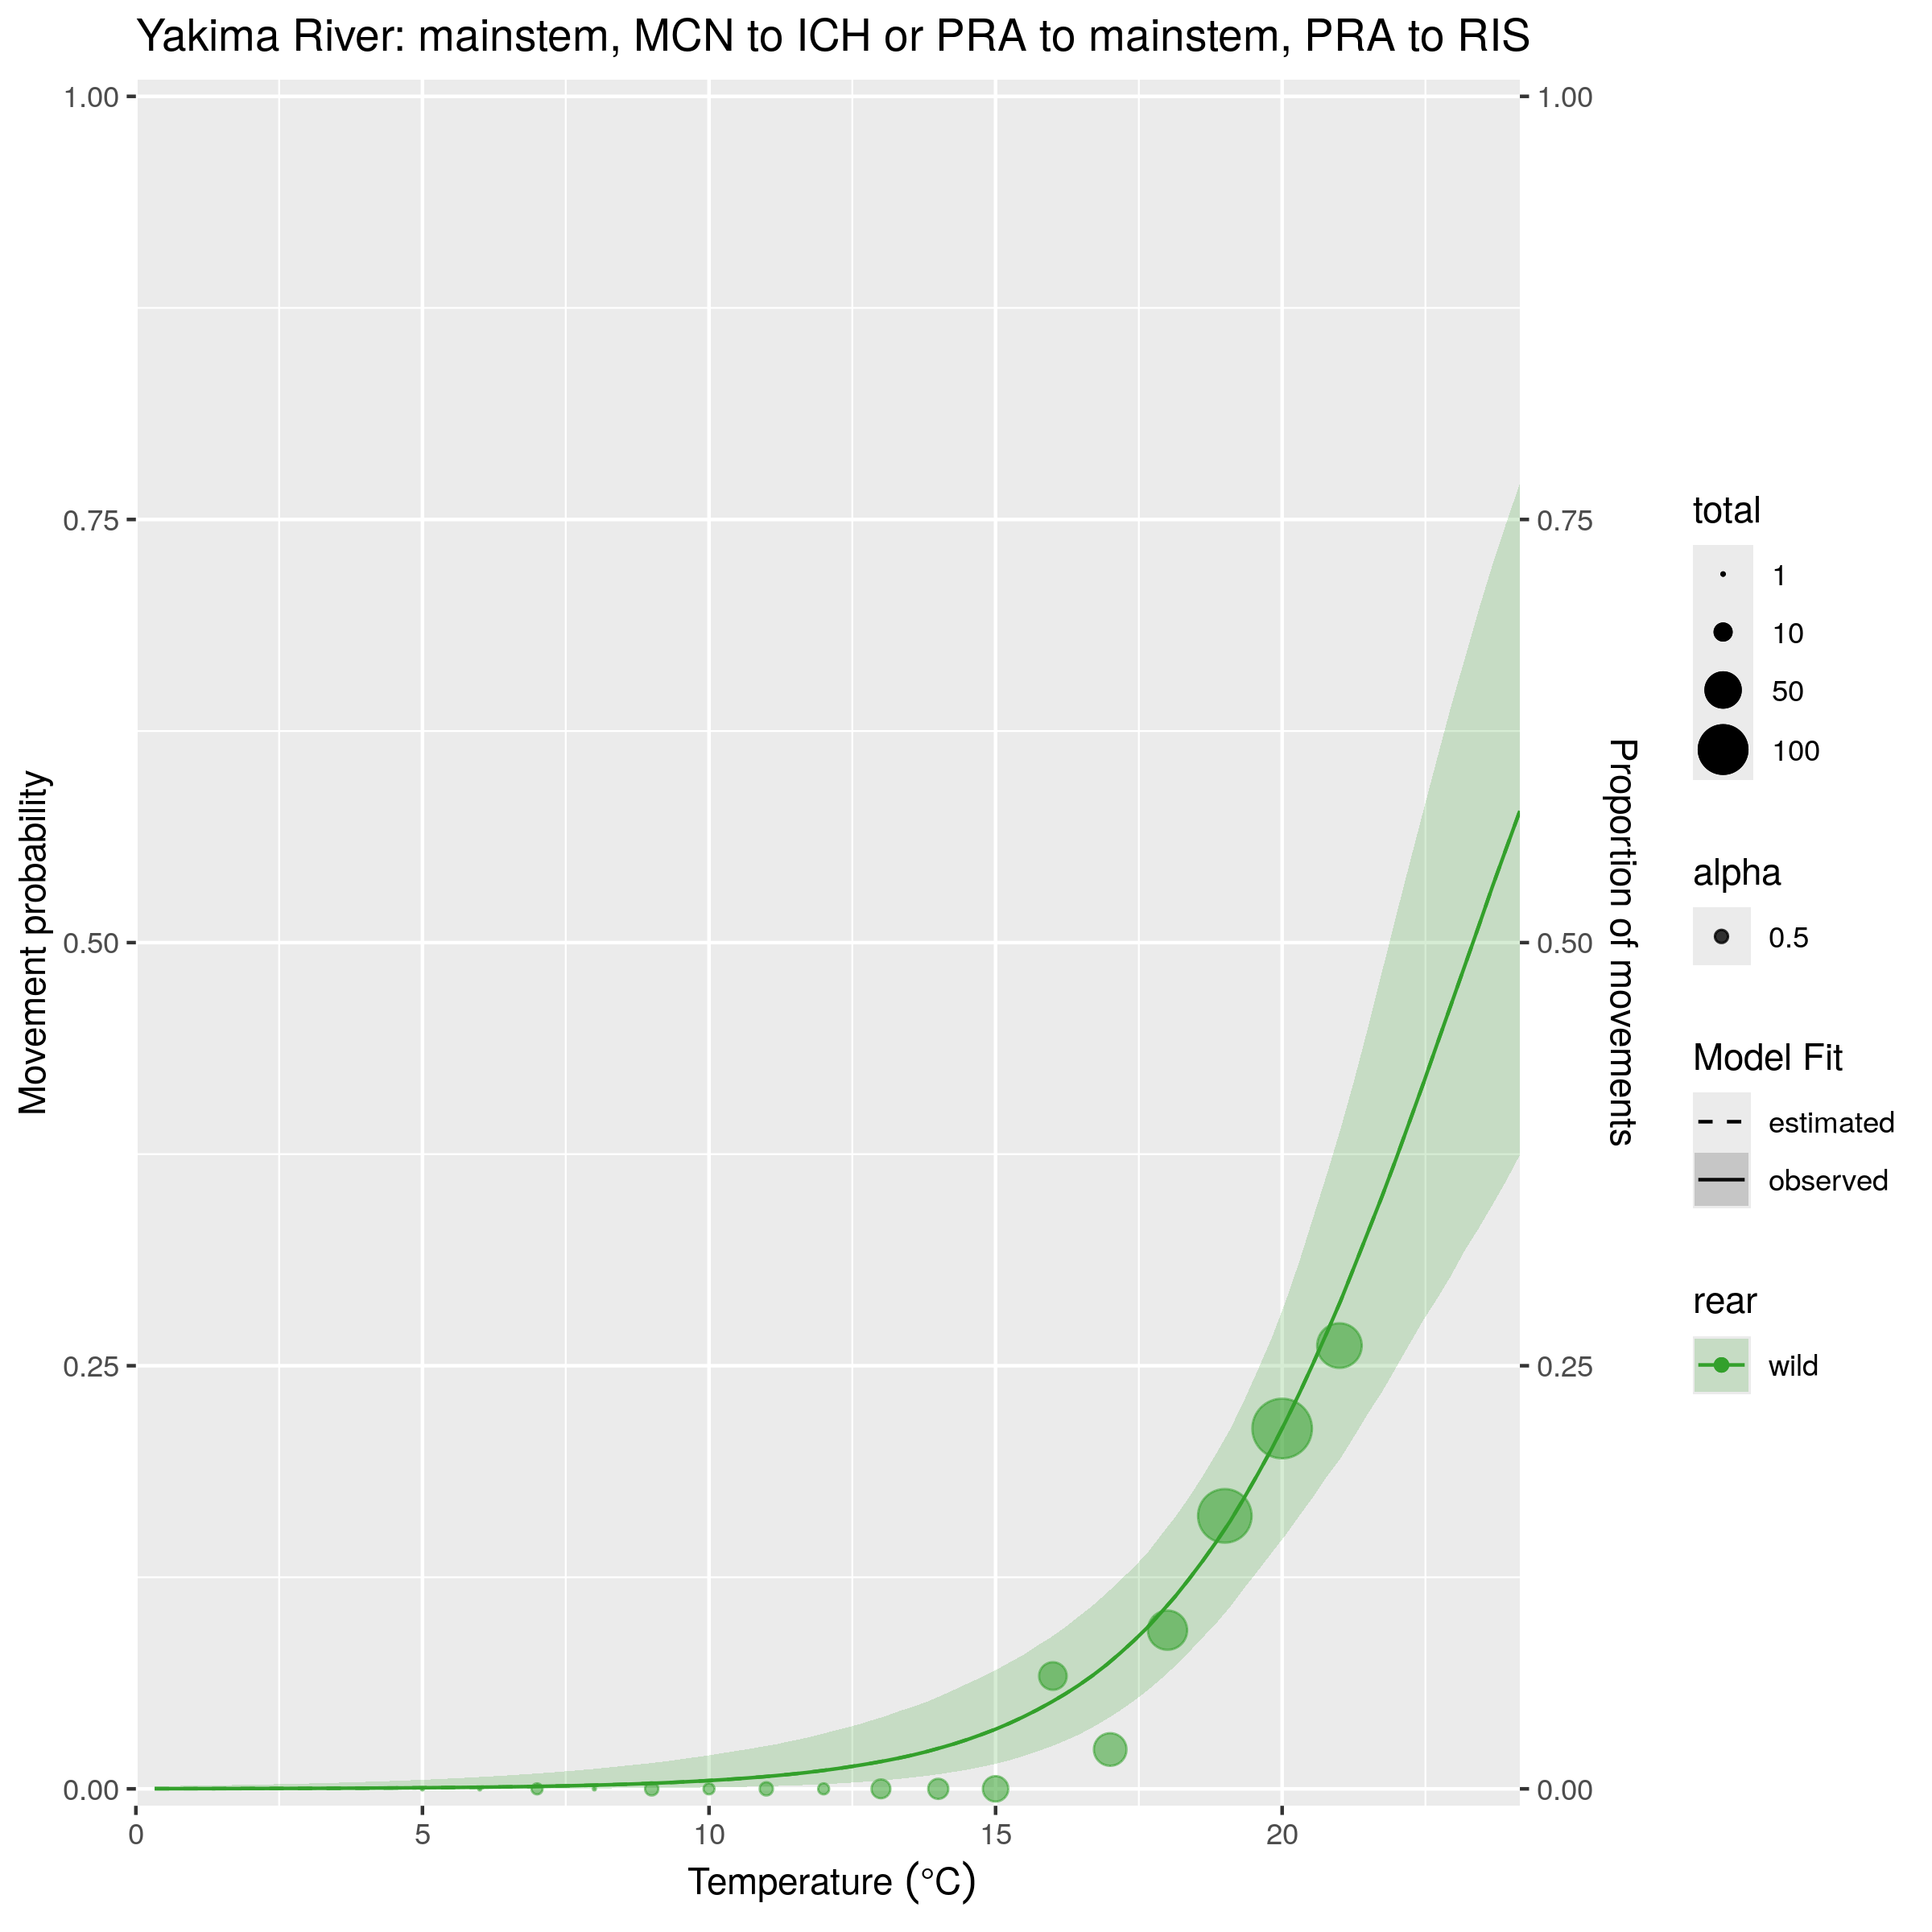 Yakima River: mainstem, MCN to ICH or PRA to mainstem, PRA to RIS
Movement probability
1.00
0.75
0.50
0.25
0.00
0
5
10
15
20
Temperature (°C)
1.00
0.75
0.50
0.25
0.00
Proportion of movements
total
1
10
50
100
alpha
0.5
Model Fit
estimated
observed
rear
wild